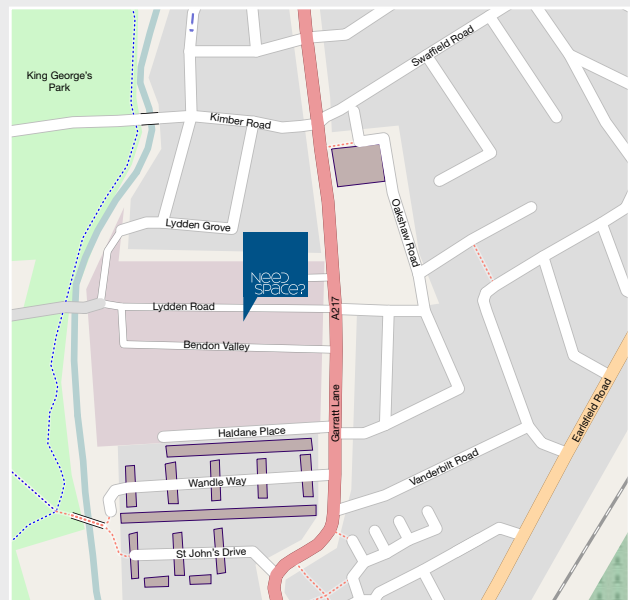 Swaffield Road
King George's
Park
Kimber Road
Oakshaw Road
Lydden Grove
NEED
SPACE?
Lydden Road
A217
Bendon Valley
Garratt Lane
Earlsfield Road
Haldane Place
Vanderbilt Road
Wandle Way
St John's Drive